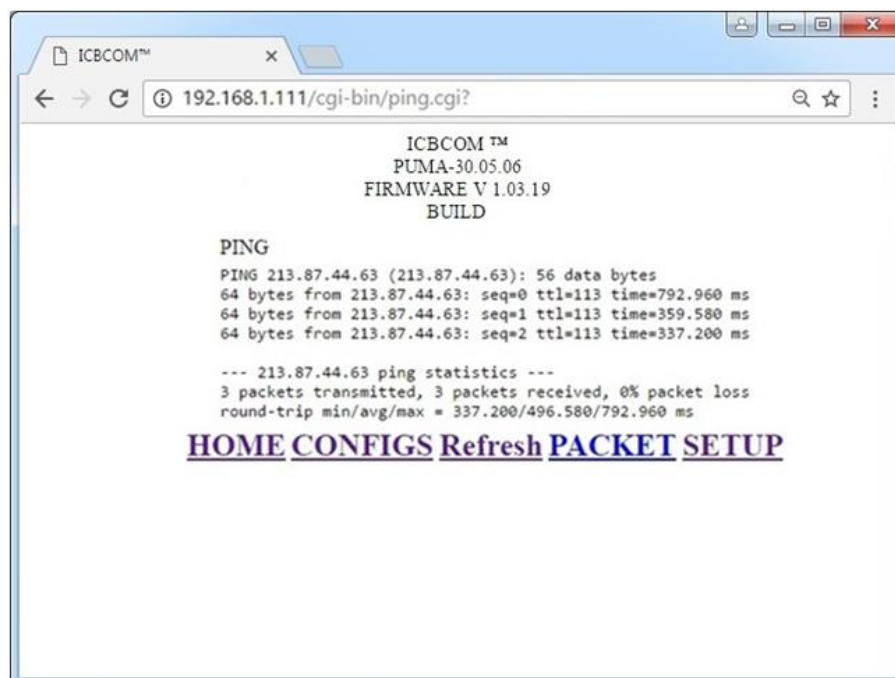 ICBCOM™
192.168.1.111/cgi-bin/ping.cgi?
ICBCOM ™
PUMA-30.05.06
FIRMWARE V 1.03.19
BUILD
PING
PING 213.87.44.63 (213.87.44.63): 56 data bytes
64 bytes from 213.87.44.63: seq=0 ttl=113 time=792.960 ms
64 bytes from 213.87.44.63: seq=1 ttl=113 time=359.580 ms
64 bytes from 213.87.44.63: seq=2 ttl=113 time=337.200 ms
--- 213.87.44.63 ping statistics ---
3 packets transmitted, 3 packets received, 0% packet loss
round-trip min/avg/max = 337.200/496.580/792.960 ms
HOME CONFIGS Refresh PACKET SETUP